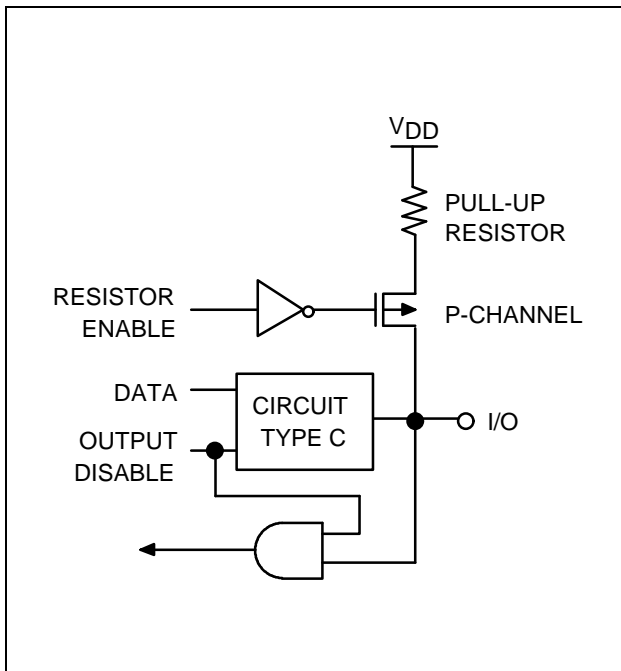 VDD
PULL-UP
RESISTOR
RESISTOR
ENABLE
P-CHANNEL
DATA
CIRCUIT
TYPE C
I/O
OUTPUT
DISABLE